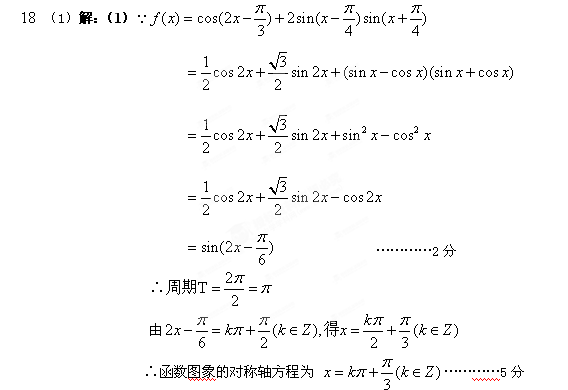 18 （1）解：（1）∵ f(x) = cos(2x − π/3) + 2sin(x − π/4)sin(x + π/4)
= 1/2 cos 2x + √3/2 sin 2x + (sin x − cos x)(sin x + cos x)
= 1/2 cos 2x + √3/2 sin 2x + sin² x − cos² x
= 1/2 cos 2x + √3/2 sin 2x − cos 2x
= sin(2x − π/6) …………2 分
∴ 周期T = 2π/2 = π
由 2x − π/6 = kπ + π/2 (k ∈ Z), 得x = kπ/2 + π/3 (k ∈ Z)
∴函数图象的对称轴方程为 x = kπ + π/3 (k ∈ Z) …………5 分